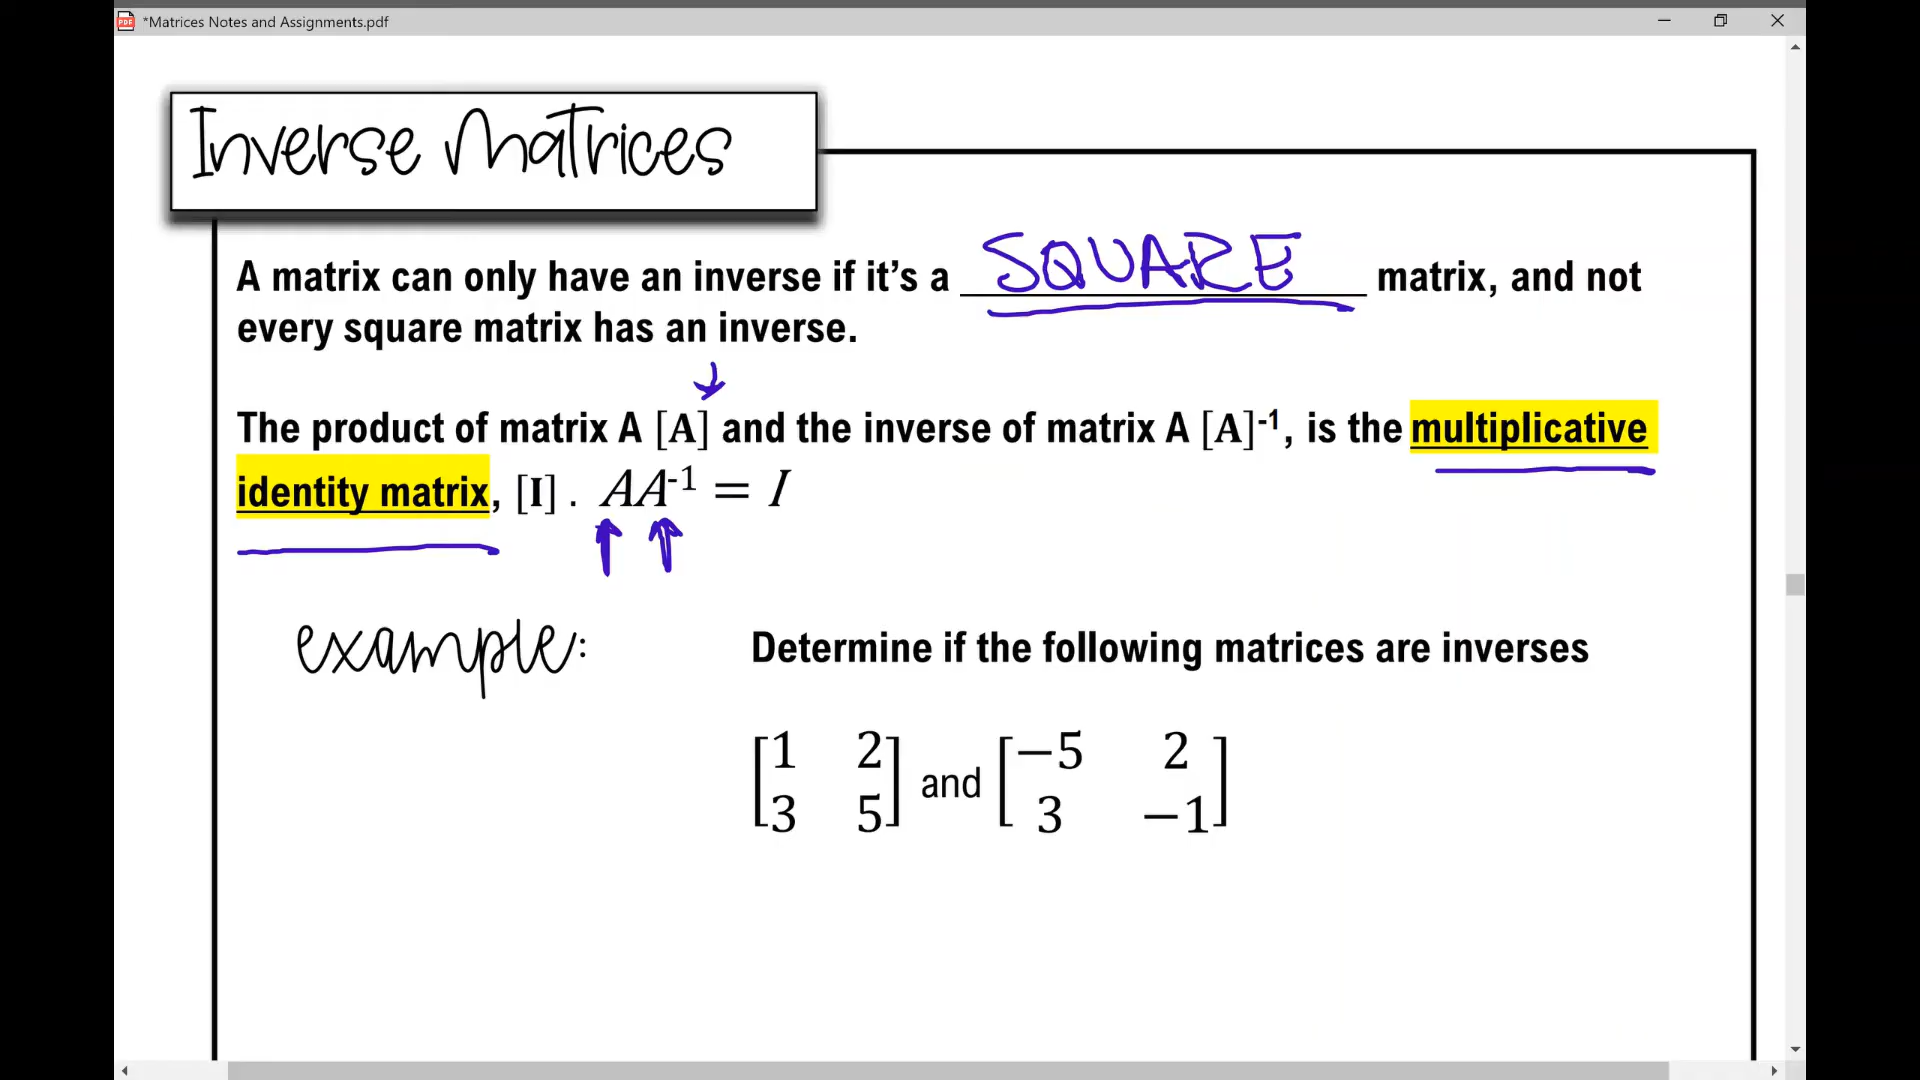 *Matrices Notes and Assignments.pdf
Inverse Matrices
A matrix can only have an inverse if it’s a SQUARE matrix, and not
every square matrix has an inverse.
The product of matrix A [A] and the inverse of matrix A [A]-1, is the multiplicative
identity matrix, [I] . AA-1 = I
example: Determine if the following matrices are inverses
1 2 −5 2
and
3 5 3 −1